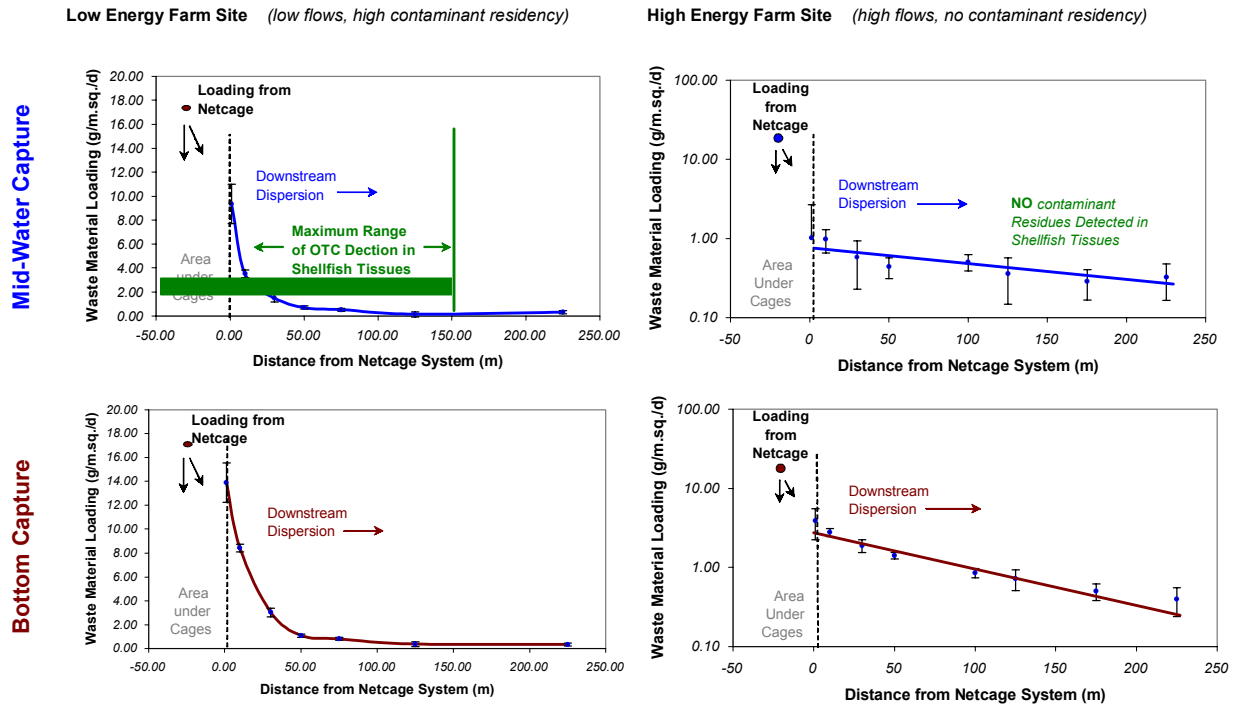 Low Energy Farm Site (low flows, high contaminant residency)
High Energy Farm Site (high flows, no contaminant residency)
Mid-Water Capture
Waste Material Loading (g/m.sq./d)
20.00
18.00
16.00
14.00
12.00
10.00
8.00
6.00
4.00
2.00
0.00
Loading from
Netcage
Downstream
Dispersion
Maximum Range
of OTC Dection in
Shellfish Tissues
Area
under
Cages
-50.00
0.00
50.00
100.00
150.00
200.00
250.00
Distance from Netcage System (m)
Waste Material Loading (g/m.sq./d)
100.00
10.00
1.00
0.10
Loading
from
Netcage
Downstream
Dispersion
NO contaminant
Residues Detected in
Shellfish Tissues
Area
Under
Cages
-50
0
50
100
150
200
250
Distance from Netcage System (m)
Bottom Capture
Waste Material Loading (g/m.sq./d)
20.00
18.00
16.00
14.00
12.00
10.00
8.00
6.00
4.00
2.00
0.00
Loading from
Netcage
Downstream
Dispersion
Area
under
Cages
-50.00
0.00
50.00
100.00
150.00
200.00
250.00
Distance from Netcage System (m)
Waste Material Loading (g/m.sq./d)
100.00
10.00
1.00
0.10
Loading
from
Netcage
Downstream
Dispersion
Area
Under
Cages
-50
0
50
100
150
200
250
Distance from Netcage System (m)